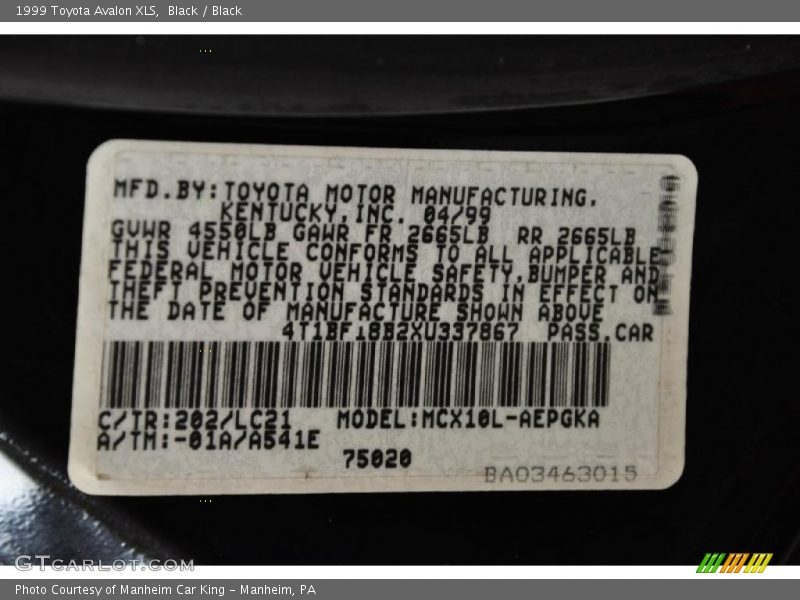 1999 Toyota Avalon XLS,  Black / Black
MFD.BY:TOYOTA MOTOR MANUFACTURING,
KENTUCKY,INC. 04/99
GVWR 4550LB GAWR FR 2665LB RR 2665LB
THIS VEHICLE CONFORMS TO ALL APPLICABLE
FEDERAL MOTOR VEHICLE SAFETY,BUMPER AND
THEFT PREVENTION STANDARDS IN EFFECT ON
THE DATE OF MANUFACTURE SHOWN ABOVE
4T1BF18B2XU337867 PASS.CAR
C/TR:202/LC21 MODEL:MCX10L-AEPGKA
A/TM:-01A/A541E
75020
BA03463015
GTCARLOT.COM
Photo Courtesy of Manheim Car King - Manheim, PA